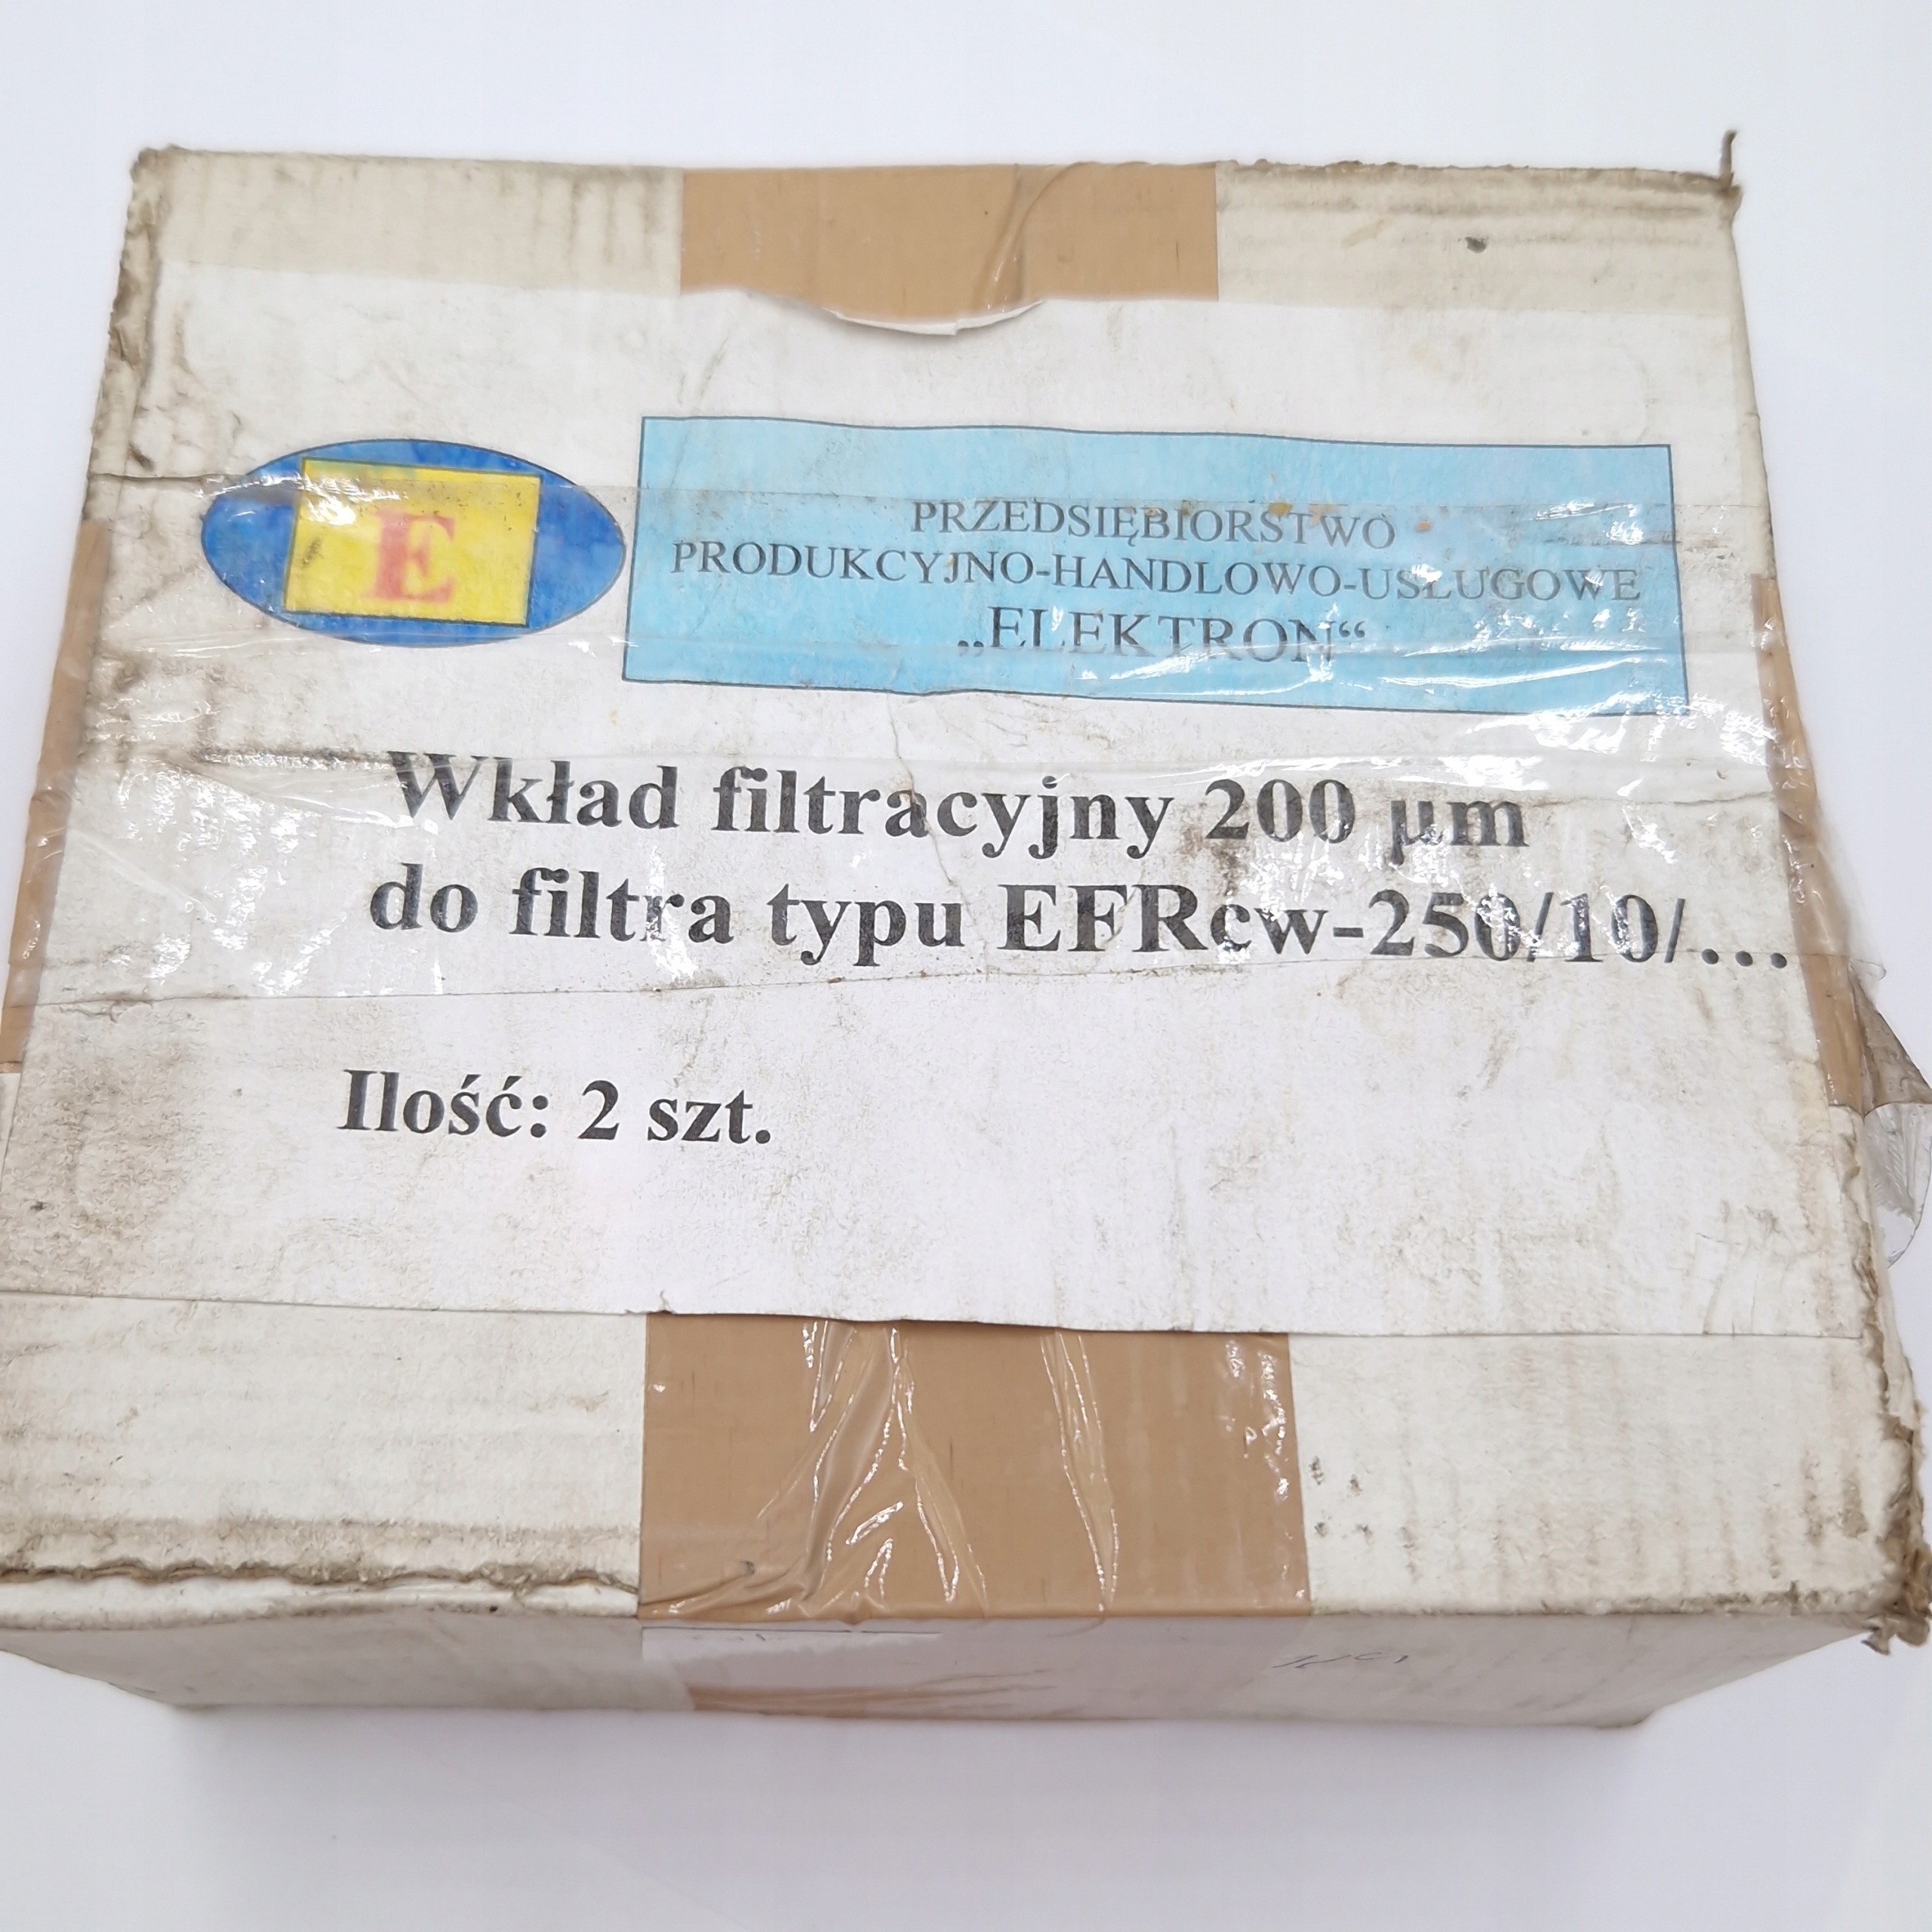 E
PRZEDSIĘBIORSTWO
PRODUKCYJNO-HANDLOWO-USŁUGOWE
„ELEKTRON“
Wkład filtracyjny 200 µm
do filtra typu EFRcw-250/10/...
Ilość: 2 szt.